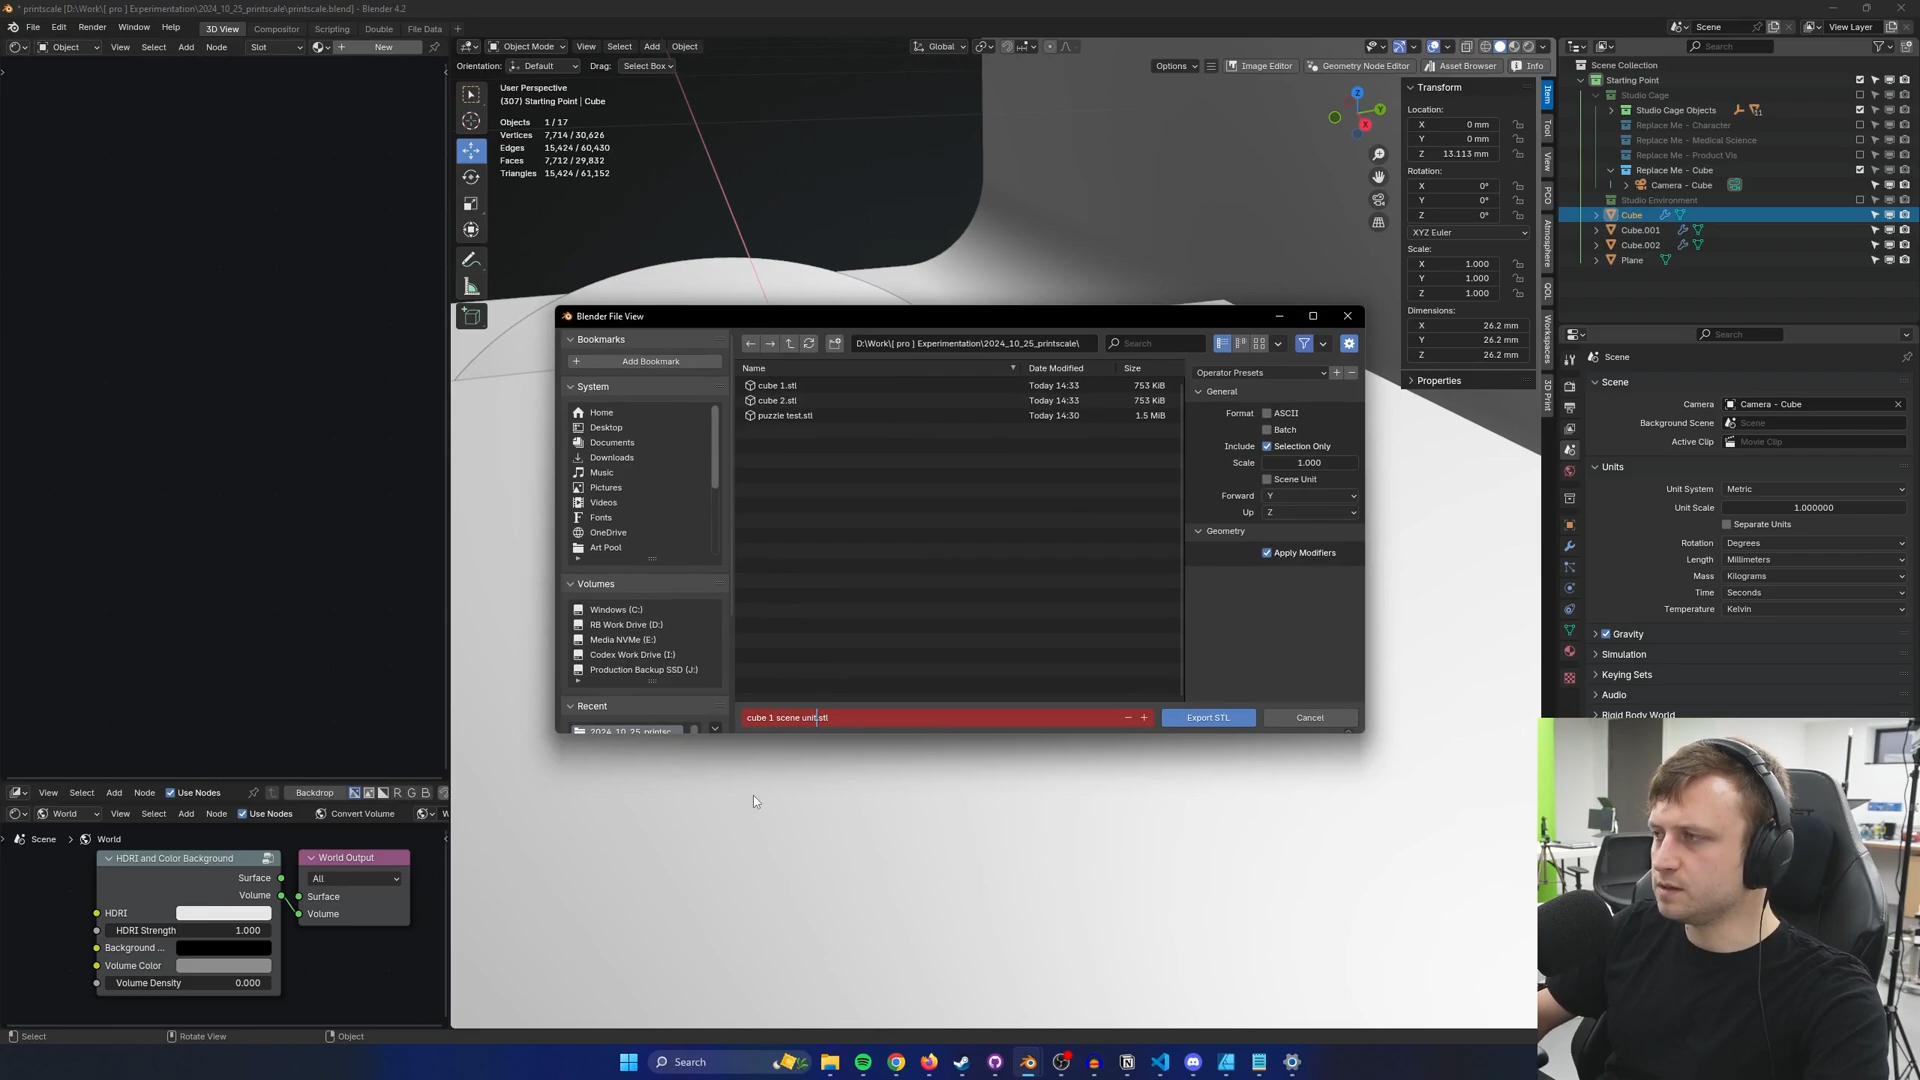 * printscale [D:\Work\[ pro ] Experimentation\2024_10_25_printscale\printscale.blend] - Blender 4.2
File Edit Render Window Help 3D View Compositor Scripting Double File Data Scene View Layer
Object View Select Add Node Slot New
Object Mode View Select Add Object Global Search
Orientation: Default Drag: Select Box Options Image Editor Geometry Node Editor Asset Browser Info
User Perspective
(307) Starting Point | Cube
Objects 1 / 17
Vertices 7,714 / 30,626
Edges 15,424 / 60,430
Faces 7,712 / 29,832
Triangles 15,424 / 61,152
Z
Y
X
Transform
Location:
X 0 mm
Y 0 mm
Z 13.113 mm
Rotation:
X 0°
Y 0°
Z 0°
XYZ Euler
Scale:
X 1.000
Y 1.000
Z 1.000
Dimensions:
X 26.2 mm
Y 26.2 mm
Z 26.2 mm
Properties
Item
Tool
View
PCO
Atmosphere
QOL
Workspaces
3D Print
Scene Collection
Starting Point
Studio Cage
Studio Cage Objects 11
Replace Me - Character
Replace Me - Medical Science
Replace Me - Product Vis
Replace Me - Cube
Camera - Cube
Studio Environment
Cube
Cube.001
Cube.002
Plane
Search
Scene
Scene
Camera Camera - Cube
Background Scene Scene
Active Clip Movie Clip
Units
Unit System Metric
Unit Scale 1.000000
Separate Units
Rotation Degrees
Length Millimeters
Mass Kilograms
Time Seconds
Temperature Kelvin
Gravity
Simulation
Keying Sets
Audio
Rigid Body World
Blender File View
Bookmarks
Add Bookmark
System
Home
Desktop
Documents
Downloads
Music
Pictures
Videos
Fonts
OneDrive
Art Pool
Volumes
Windows (C:)
RB Work Drive (D:)
Media NVMe (E:)
Codex Work Drive (I:)
Production Backup SSD (J:)
Recent
2024_10_25_printsc...
D:\Work\[ pro ] Experimentation\2024_10_25_printscale\ Search
Name Date Modified Size
cube 1.stl Today 14:33 753 KiB
cube 2.stl Today 14:33 753 KiB
puzzle test.stl Today 14:30 1.5 MiB
cube 1 scene unit.stl Export STL Cancel
Operator Presets
General
Format ASCII
Batch
Include Selection Only
Scale 1.000
Scene Unit
Forward Y
Up Z
Geometry
Apply Modifiers
View Select Add Node Use Nodes Backdrop R G B
World View Select Add Node Use Nodes Convert Volume W
Scene World
HDRI and Color Background
Surface
Volume
HDRI
HDRI Strength 1.000
Background ...
Volume Color
Volume Density 0.000
World Output
All
Surface
Volume
Select Rotate View Object
Search